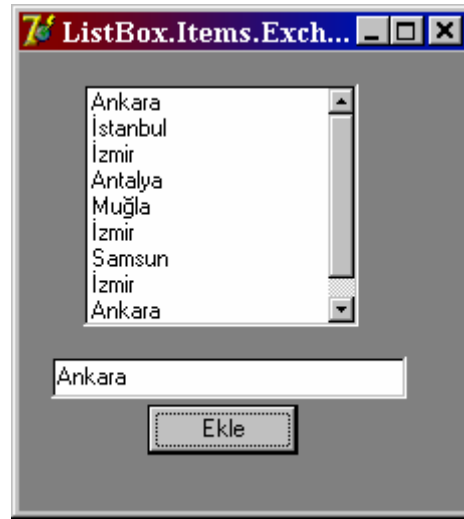 ListBox.Items.Exch...
Ankara
İstanbul
İzmir
Antalya
Muğla
İzmir
Samsun
İzmir
Ankara
Ankara
Ekle